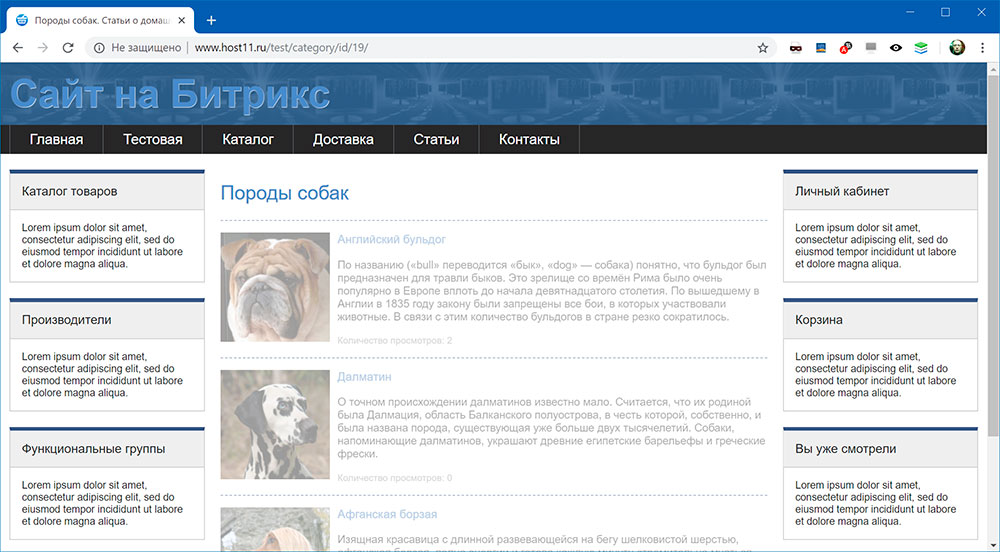 Породы собак. Статьи о домаш
Не защищено
www.host11.ru/test/category/id/19/
Сайт на Битрикс
Главная
Тестовая
Каталог
Доставка
Статьи
Контакты
Каталог товаров
Lorem ipsum dolor sit amet,
consectetur adipiscing elit, sed do
eiusmod tempor incididunt ut labore
et dolore magna aliqua.
Производители
Lorem ipsum dolor sit amet,
consectetur adipiscing elit, sed do
eiusmod tempor incididunt ut labore
et dolore magna aliqua.
Функциональные группы
Lorem ipsum dolor sit amet,
consectetur adipiscing elit, sed do
eiusmod tempor incididunt ut labore
et dolore magna aliqua.
Породы собак
Английский бульдог
По названию («bull» переводится «бык», «dog» — собака) понятно, что бульдог был
предназначен для травли быков. Это зрелище со времён Рима было очень
популярно в Европе вплоть до начала девятнадцатого столетия. По вышедшему в
Англии в 1835 году закону были запрещены все бои, в которых участвовали
животные. В связи с этим количество бульдогов в стране резко сократилось.
Количество просмотров: 2
Далматин
О точном происхождении далматинов известно мало. Считается, что их родиной
была Далмация, область Балканского полуострова, в честь которой, собственно, и
была названа порода, существующая уже больше двух тысячелетий. Собаки,
напоминающие далматинов, украшают древние египетские барельефы и греческие
фрески.
Количество просмотров: 0
Афганская борзая
Изящная красавица с длинной развевающейся на бегу шелковистой шерстью,
Личный кабинет
Lorem ipsum dolor sit amet,
consectetur adipiscing elit, sed do
eiusmod tempor incididunt ut labore
et dolore magna aliqua.
Корзина
Lorem ipsum dolor sit amet,
consectetur adipiscing elit, sed do
eiusmod tempor incididunt ut labore
et dolore magna aliqua.
Вы уже смотрели
Lorem ipsum dolor sit amet,
consectetur adipiscing elit, sed do
eiusmod tempor incididunt ut labore
et dolore magna aliqua.